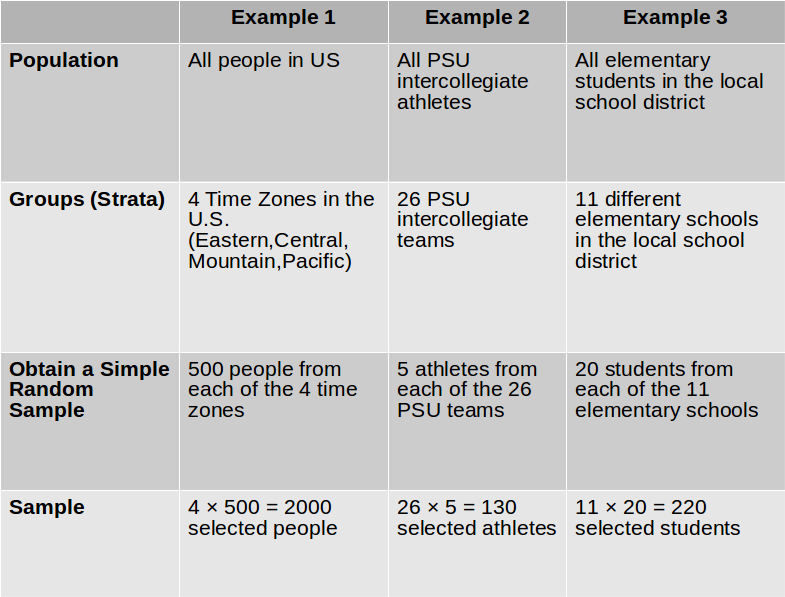 Example 1
Example 2
Example 3
Population
All people in US
All PSU
intercollegiate
athletes
All elementary
students in the local
school district
Groups (Strata)
4 Time Zones in the
U.S.
(Eastern,Central,
Mountain,Pacific)
26 PSU
intercollegiate
teams
11 different
elementary schools
in the local school
district
Obtain a Simple
Random
Sample
500 people from
each of the 4 time
zones
5 athletes from
each of the 26
PSU teams
20 students from
each of the 11
elementary schools
Sample
4 × 500 = 2000
selected people
26 × 5 = 130
selected athletes
11 × 20 = 220
selected students